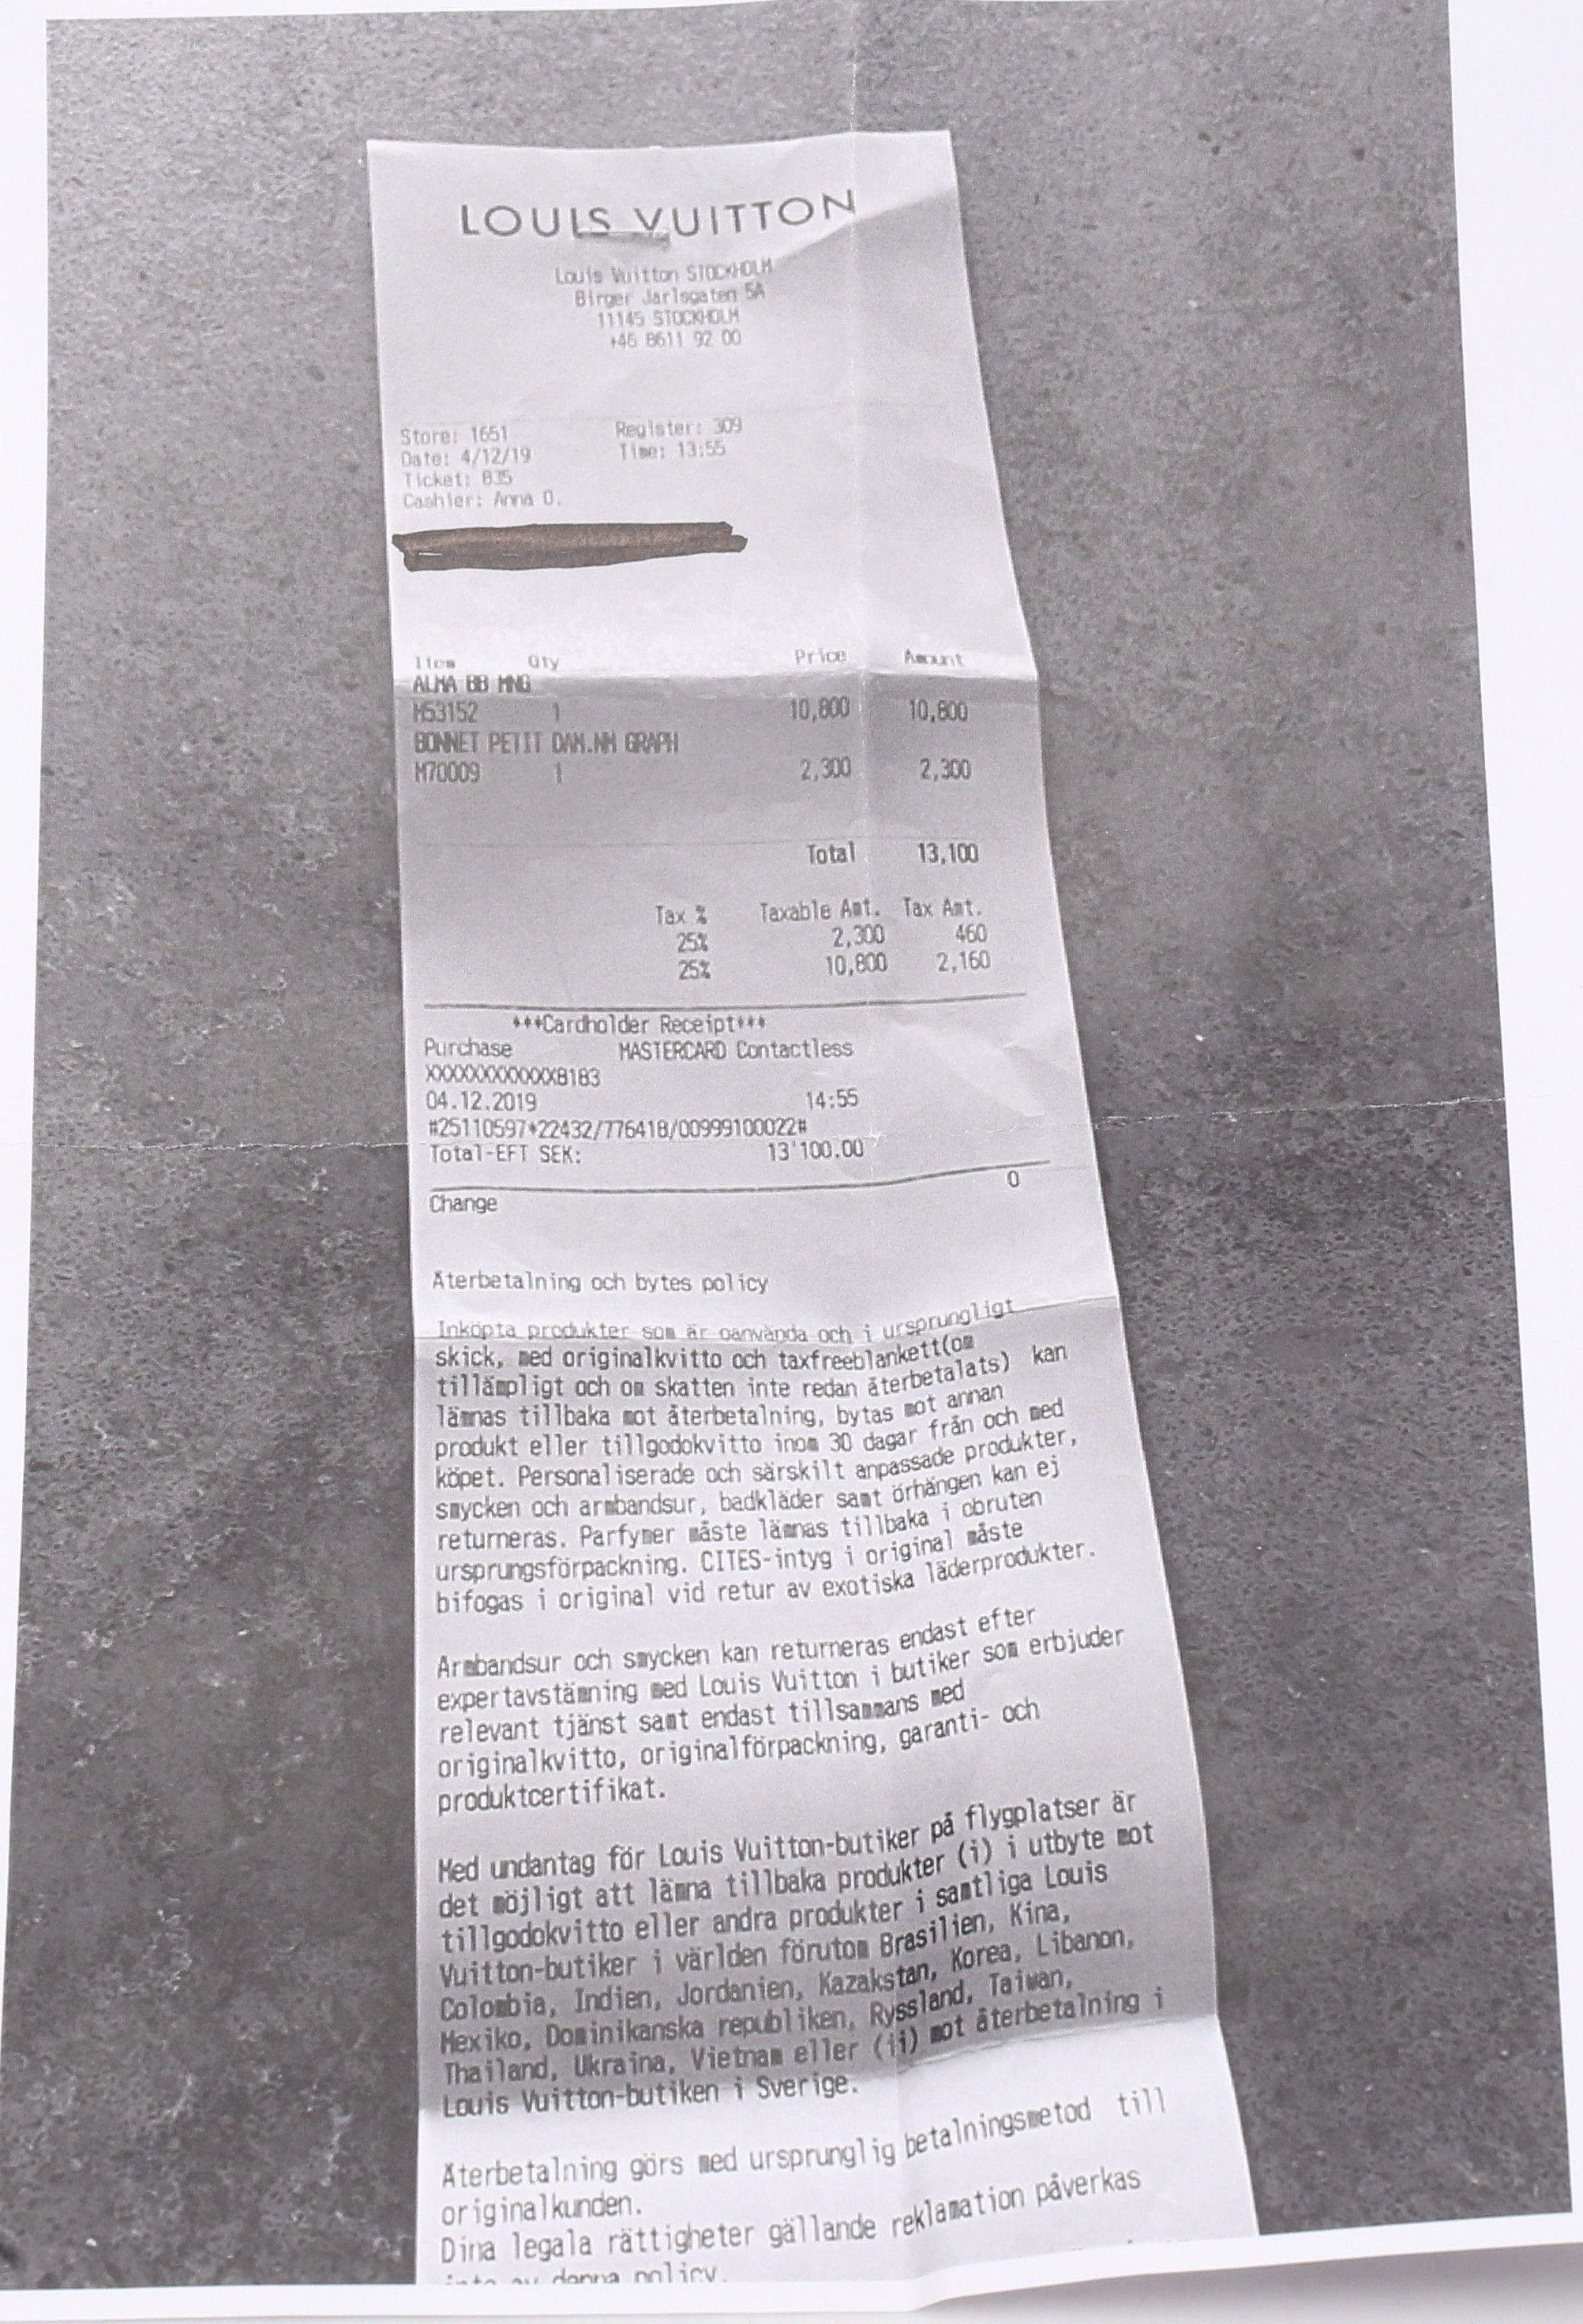 LOUIS VUITTON
Louis Vuitton STOCKHOLM
Birger Jarlsgatan 5A
11145 STOCKHOLM
+46 8611 92 00
Store: 1651 Register: 309
Date: 4/12/19 Time: 13:55
Ticket: 835
Cashier: Anna O.
Item Qty Price Amount
ALMA BB MNG
M53152 1 10,800 10,800
BONNET PETIT DAM.NM GRAPH
M70009 1 2,300 2,300
Total 13,100
Tax % Taxable Amt. Tax Amt.
25% 2,300 460
25% 10,800 2,160
***Cardholder Receipt***
Purchase MASTERCARD Contactless
XXXXXXXXXXXX8183
04.12.2019 14:55
#25110597*22432/776418/00999100022#
Total-EFT SEK: 13'100.00
Change 0
Återbetalning och bytes policy
Inköpta produkter som är oanvända och i ursprungligt
skick, med originalkvitto och taxfreeblankett(om
tillämpligt och om skatten inte redan återbetalats) kan
lämnas tillbaka mot återbetalning, bytas mot annan
produkt eller tillgodokvitto inom 30 dagar från och med
köpet. Personaliserade och särskilt anpassade produkter,
smycken och armbandsur, badkläder samt örhängen kan ej
returneras. Parfymer måste lämnas tillbaka i obruten
ursprungsförpackning. CITES-intyg i original måste
bifogas i original vid retur av exotiska läderprodukter.
Armbandsur och smycken kan returneras endast efter
expertavstämning med Louis Vuitton i butiker som erbjuder
relevant tjänst samt endast tillsammans med
originalkvitto, originalförpackning, garanti- och
produktcertifikat.
Med undantag för Louis Vuitton-butiker på flygplatser är
det möjligt att lämna tillbaka produkter (i) i utbyte mot
tillgodokvitto eller andra produkter i samtliga Louis
Vuitton-butiker i världen förutom Brasilien, Kina,
Colombia, Indien, Jordanien, Kazakstan, Korea, Libanon,
Mexiko, Dominikanska republiken, Ryssland, Taiwan,
Thailand, Ukraina, Vietnam eller (ii) mot återbetalning i
Louis Vuitton-butiken i Sverige.
Återbetalning görs med ursprunglig betalningsmetod till
originalkunden.
Dina legala rättigheter gällande reklamation påverkas
inte av denna policy.